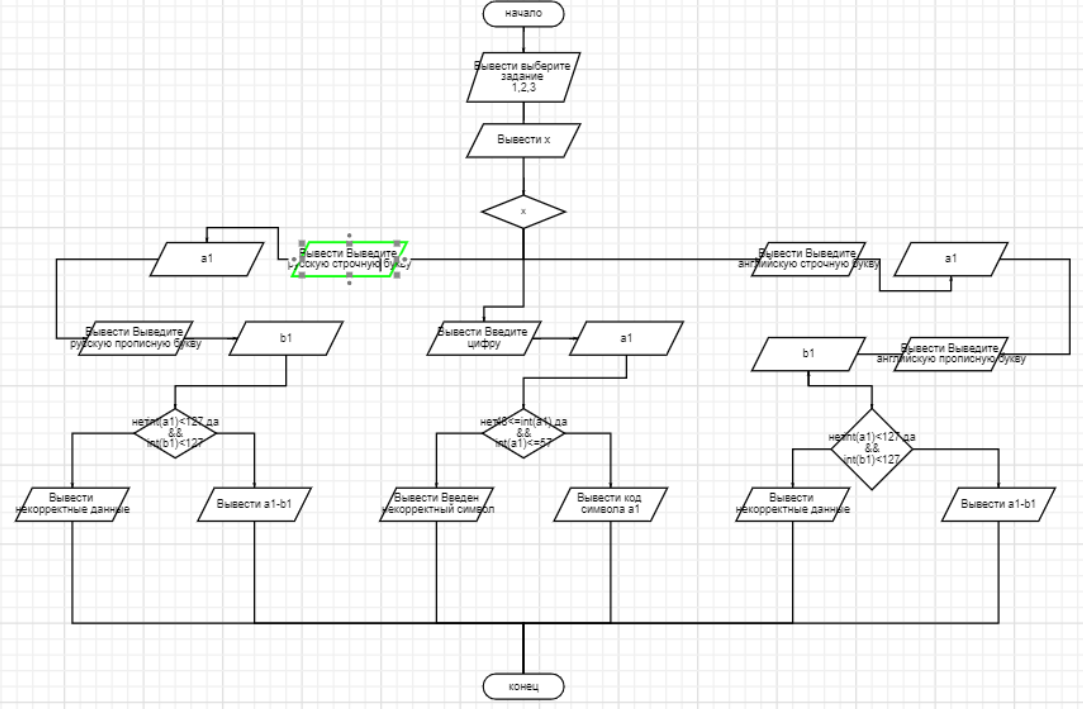 начало
Вывести выберите
задание
1,2,3
Вывести x
x
Вывести Выведите
русскую строчную букву
a1
Вывести Выведите
английскую строчную букву
a1
Вывести Выведите
русскую прописную букву
b1
Вывести Введите
цифру
a1
b1
Вывести Выведите
английскую прописную букву
нет int(a1)<127 да
&&
int(b1)<127
нет 48<=int(a1) да
&&
int(a1)<=57
нет int(a1)<127 да
&&
int(b1)<127
Вывести
некорректные данные
Вывести a1-b1
Вывести Введен
некорректный символ
Вывести код
символа a1
Вывести
некорректные данные
Вывести a1-b1
конец